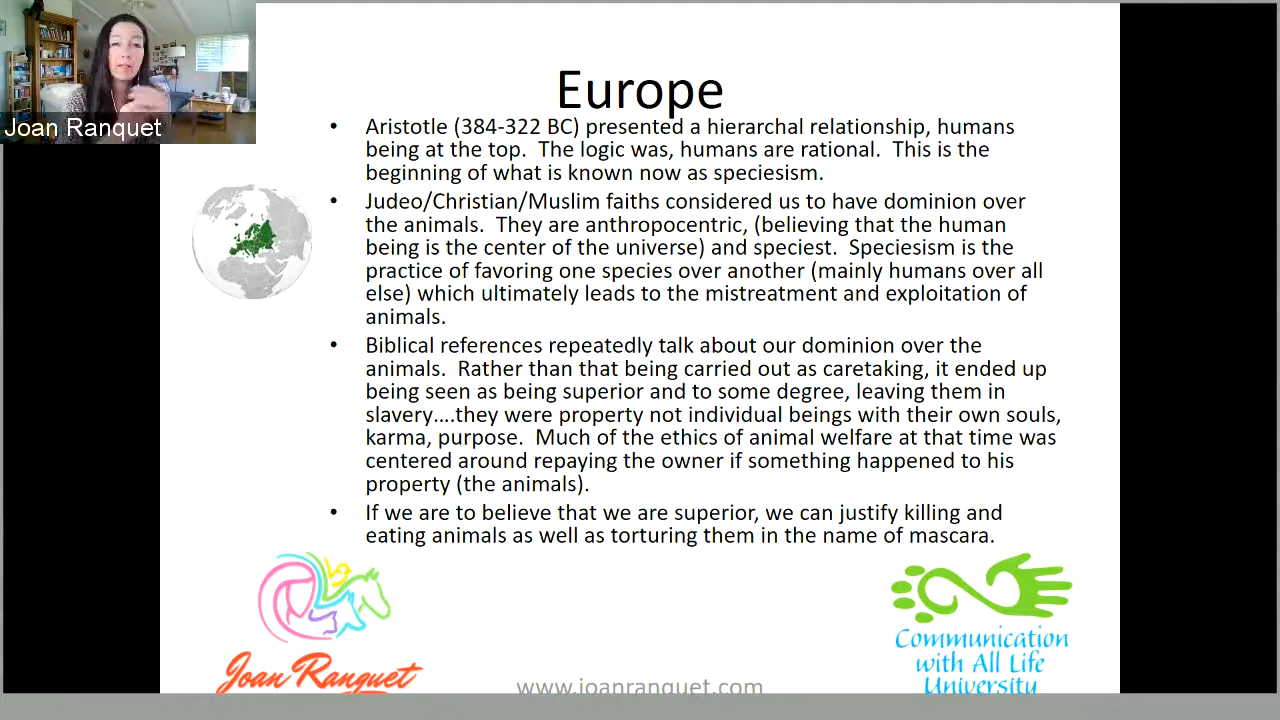 Joan Ranquet
Europe
• Aristotle (384-322 BC) presented a hierarchal relationship, humans
being at the top.  The logic was, humans are rational.  This is the
beginning of what is known now as speciesism.
• Judeo/Christian/Muslim faiths considered us to have dominion over
the animals.  They are anthropocentric, (believing that the human
being is the center of the universe) and speciest.  Speciesism is the
practice of favoring one species over another (mainly humans over all
else) which ultimately leads to the mistreatment and exploitation of
animals.
• Biblical references repeatedly talk about our dominion over the
animals.  Rather than that being carried out as caretaking, it ended up
being seen as being superior and to some degree, leaving them in
slavery....they were property not individual beings with their own souls,
karma, purpose.  Much of the ethics of animal welfare at that time was
centered around repaying the owner if something happened to his
property (the animals).
• If we are to believe that we are superior, we can justify killing and
eating animals as well as torturing them in the name of mascara.
Joan Ranquet
www.joanranquet.com
Communication
with All Life
University